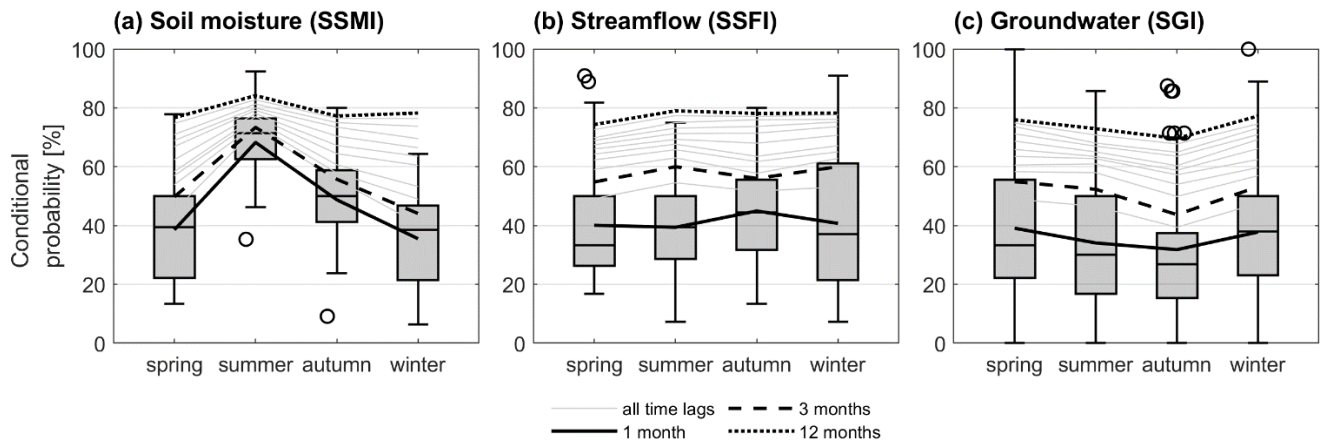 (a) Soil moisture (SSMI)
(b) Streamflow (SSFI)
(c) Groundwater (SGI)
Conditional
probability [%]
100
80
60
40
20
0
spring summer autumn winter
100
80
60
40
20
0
spring summer autumn winter
100
80
60
40
20
0
spring summer autumn winter
all time lags
3 months
1 month
12 months